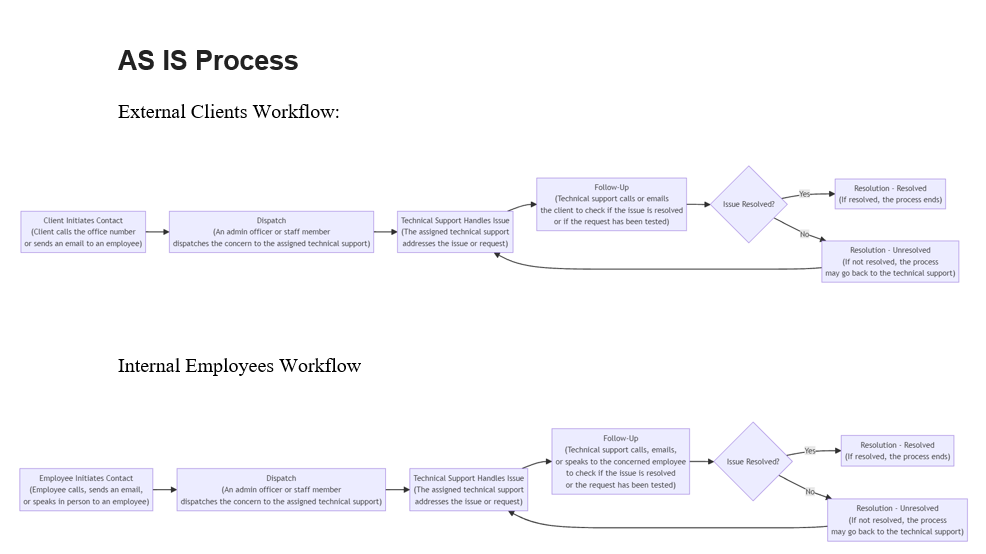 AS IS Process
External Clients Workflow:
Client Initiates Contact
(Client calls the office number
or sends an email to an employee)
Dispatch
(An admin officer or staff member
dispatches the concern to the assigned technical support)
Technical Support Handles Issue
(The assigned technical support
addresses the issue or request)
Follow-Up
(Technical support calls or emails
the client to check if the issue is resolved
or if the request has been tested)
Issue Resolved?
Yes
Resolution - Resolved
(If resolved, the process ends)
No
Resolution - Unresolved
(If not resolved, the process
may go back to the technical support)
Internal Employees Workflow
Employee Initiates Contact
(Employee calls, sends an email,
or speaks in person to an employee)
Dispatch
(An admin officer or staff member
dispatches the concern to the assigned technical support)
Technical Support Handles Issue
(The assigned technical support
addresses the issue or request)
Follow-Up
(Technical support calls, emails,
or speaks to the concerned employee
to check if the issue is resolved
or the request has been tested)
Issue Resolved?
Yes
Resolution - Resolved
(If resolved, the process ends)
No
Resolution - Unresolved
(If not resolved, the process
may go back to the technical support)